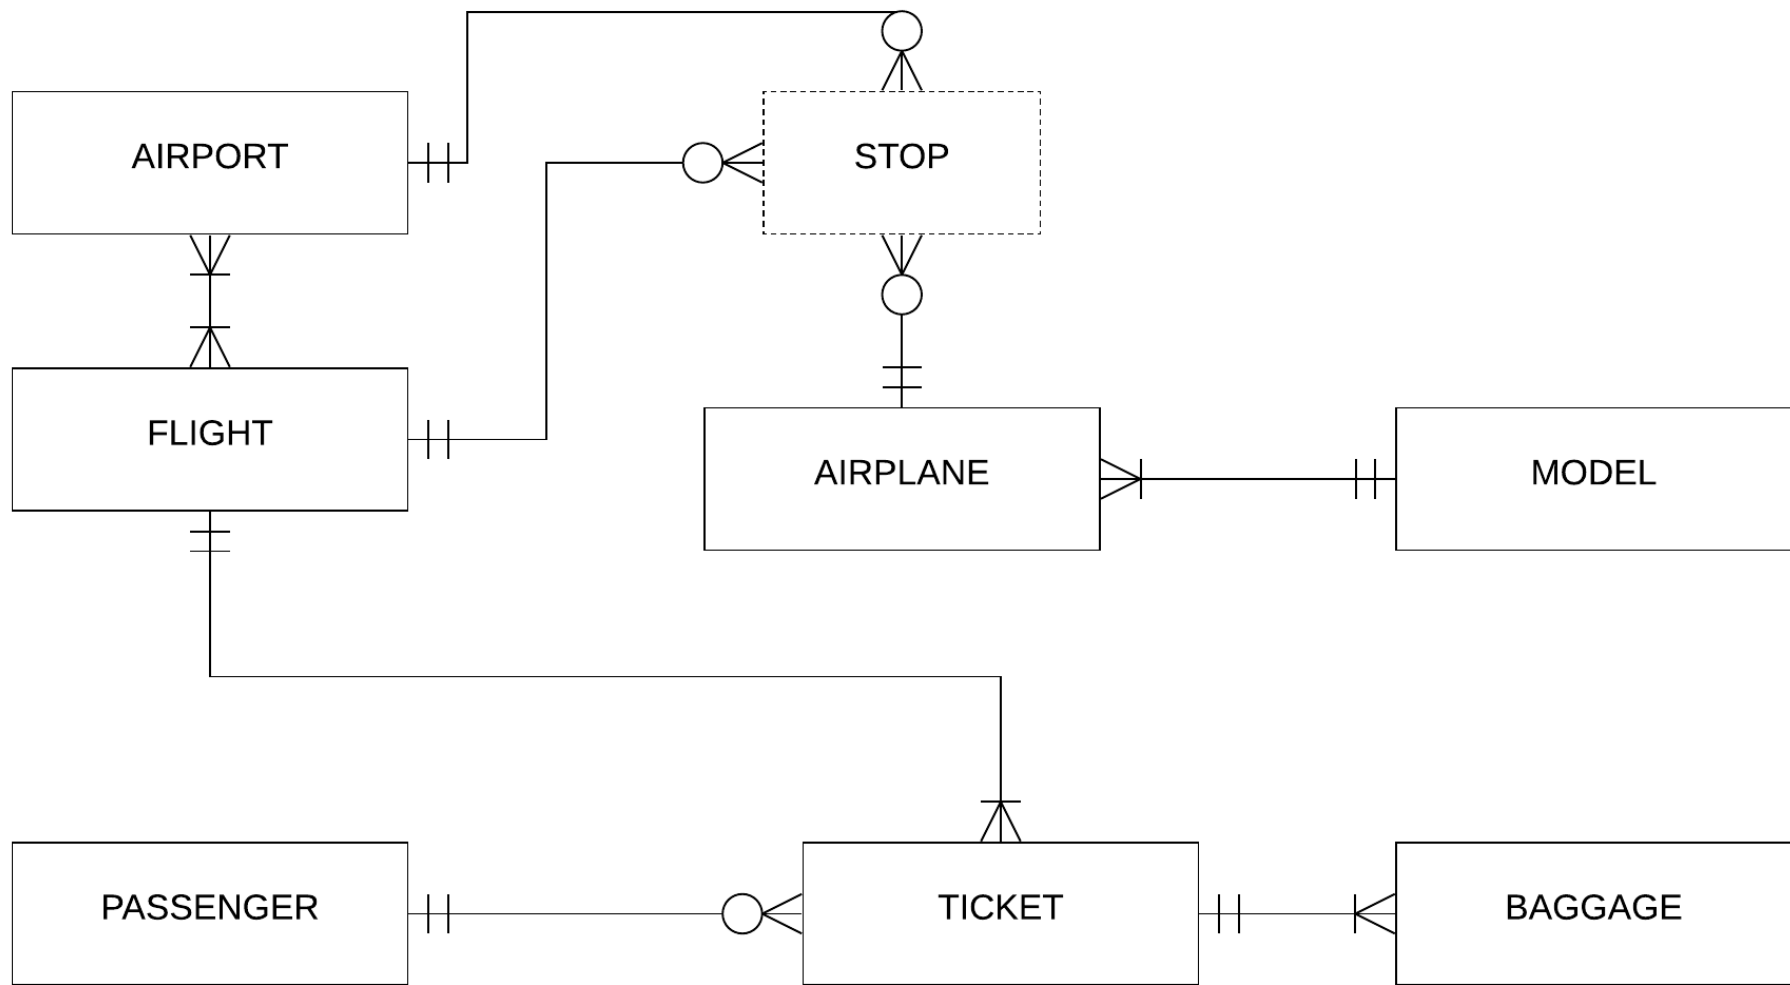 AIRPORT
STOP
FLIGHT
AIRPLANE
MODEL
PASSENGER
TICKET
BAGGAGE